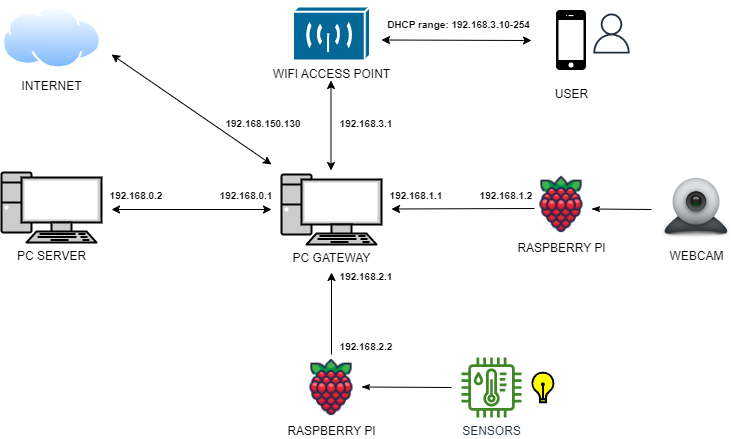 DHCP range: 192.168.3.10-254
WIFI ACCESS POINT
INTERNET
USER
192.168.150.130
192.168.3.1
192.168.0.2
192.168.0.1
192.168.1.1
192.168.1.2
PC SERVER
PC GATEWAY
RASPBERRY PI
WEBCAM
192.168.2.1
192.168.2.2
RASPBERRY PI
SENSORS